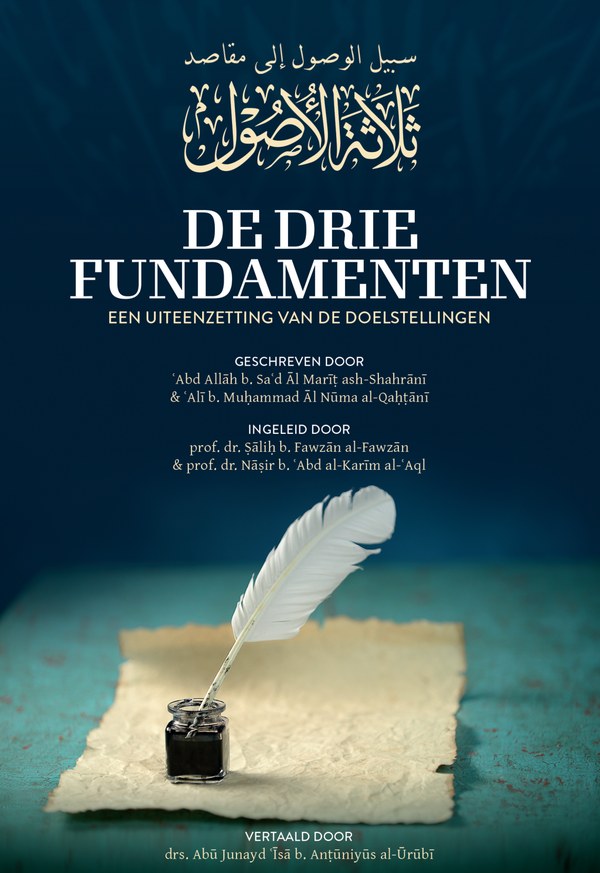 سبيل الوصول إلى مقاصد
ثَلَاثَةَ الْأُصُوْلِ
DE DRIE
FUNDAMENTEN
EEN UITEENZETTING VAN DE DOELSTELLINGEN
GESCHREVEN DOOR
ʿAbd Allāh b. Saʿd Āl Marīṭ ash-Shahrānī
& ʿAlī b. Muḥammad Āl Nūma al-Qaḥṭānī
INGELEID DOOR
prof. dr. Ṣāliḥ b. Fawzān al-Fawzān
& prof. dr. Nāṣir b. ʿAbd al-Karīm al-ʿAql
VERTAALD DOOR
drs. Abū Junayd ʿĪsā b. Anṭūniyūs al-Ūrūbī